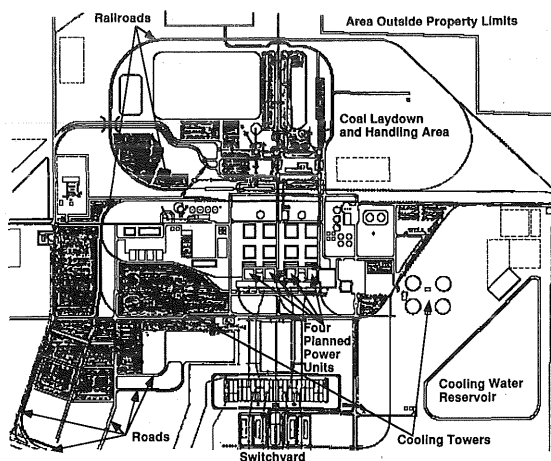 Railroads
Area Outside Property Limits
Coal Laydown
and Handling Area
Four
Planned
Power
Units
Cooling Water
Reservoir
Roads
Cooling Towers
Switchyard